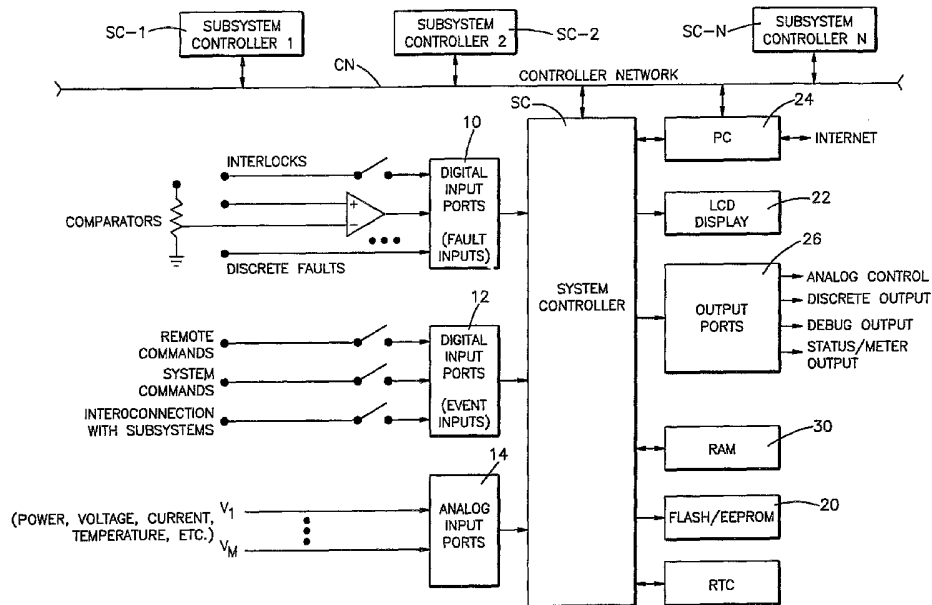 SC-1
SUBSYSTEM
CONTROLLER 1
SUBSYSTEM
CONTROLLER 2
SC-2
SC-N
SUBSYSTEM
CONTROLLER N
CN
CONTROLLER NETWORK
SC
24
PC
INTERNET
10
INTERLOCKS
DIGITAL
INPUT
PORTS
(FAULT
INPUTS)
COMPARATORS
+
−
DISCRETE FAULTS
22
LCD
DISPLAY
26
SYSTEM
CONTROLLER
OUTPUT
PORTS
ANALOG CONTROL
DISCRETE OUTPUT
DEBUG OUTPUT
STATUS/METER
OUTPUT
12
REMOTE
COMMANDS
SYSTEM
COMMANDS
INTEROCONNECTION
WITH SUBSYSTEMS
DIGITAL
INPUT
PORTS
(EVENT
INPUTS)
30
RAM
14
(POWER, VOLTAGE, CURRENT,
TEMPERATURE, ETC.)
V1
VM
ANALOG
INPUT
PORTS
20
FLASH/EEPROM
RTC